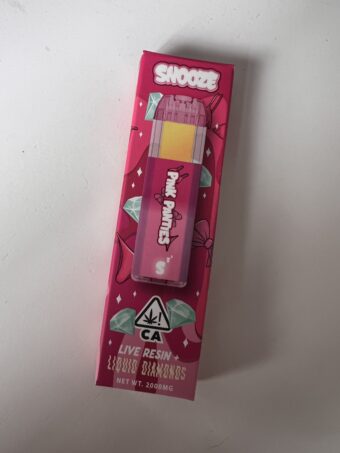 SNOOZE
PINK PANTIES
S
CA
LIVE RESIN +
LIQUID DIAMONDS
NET WT. 2000MG